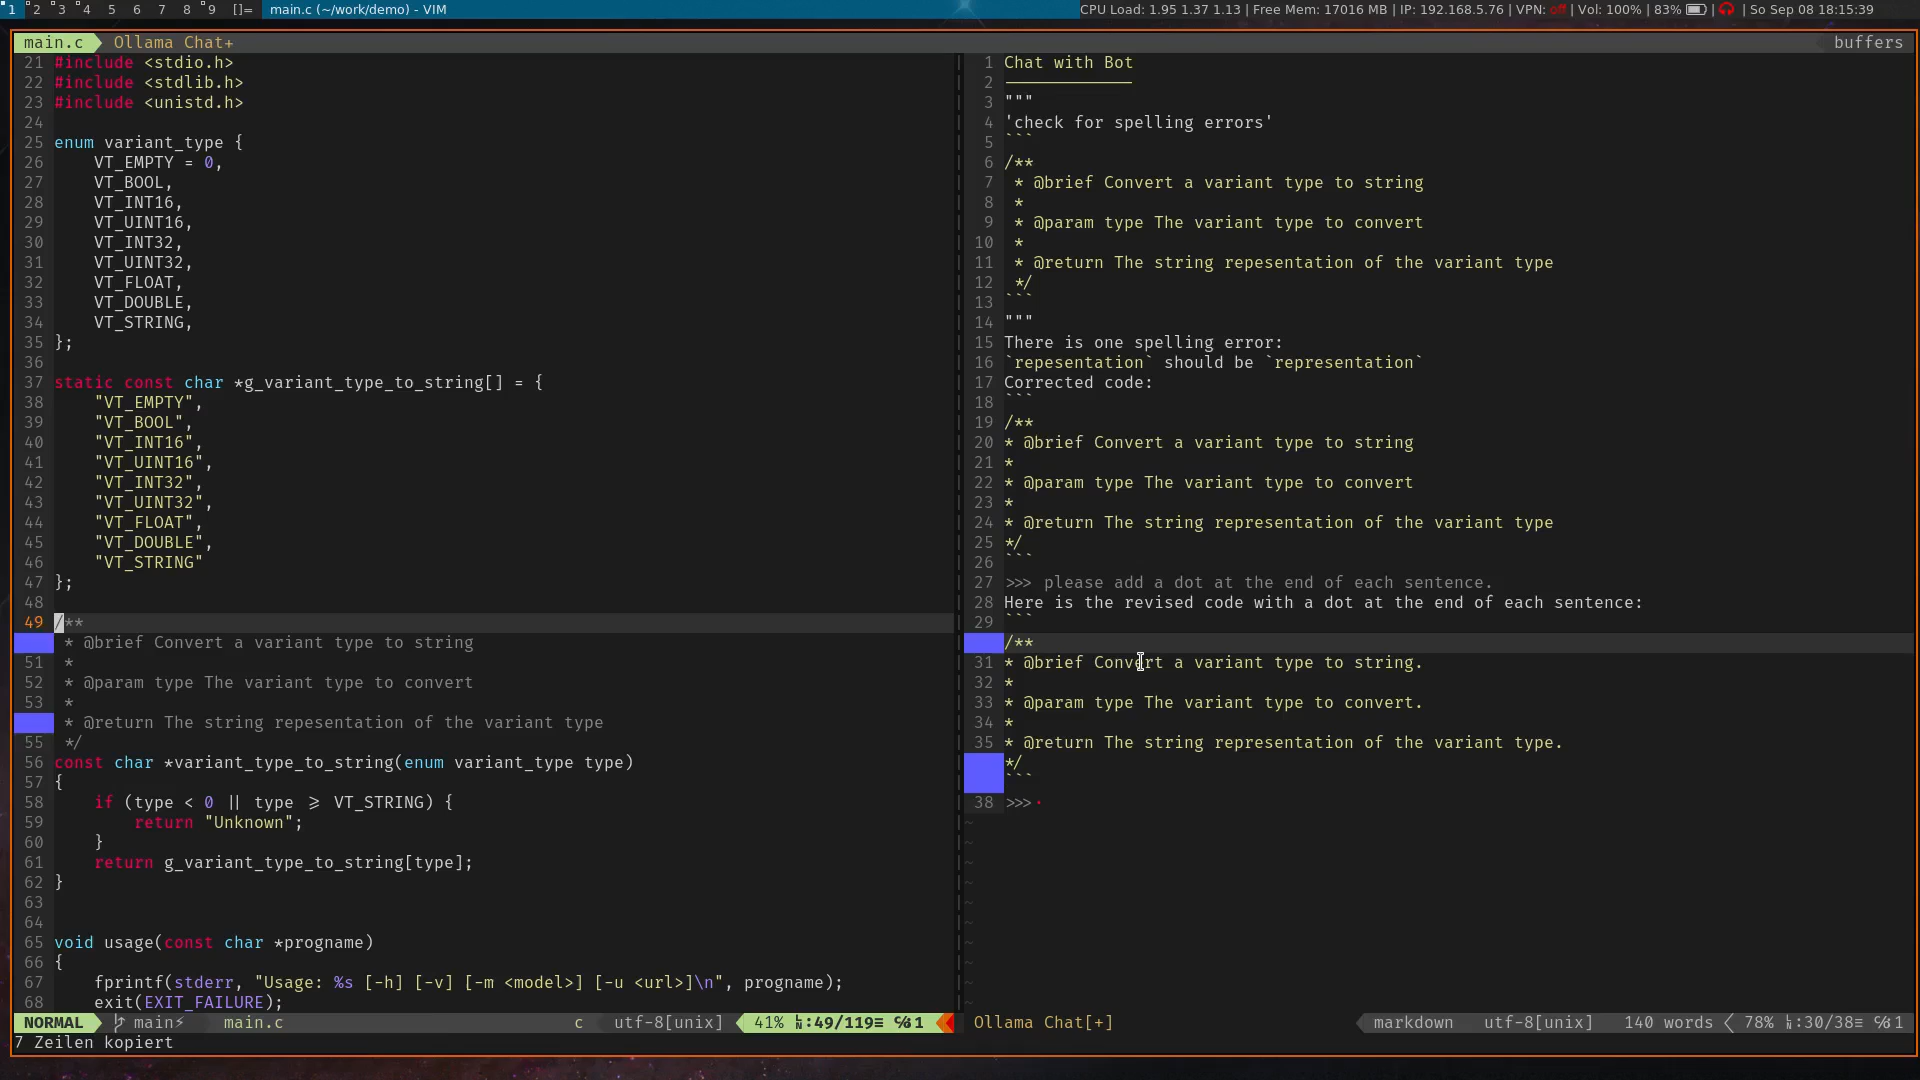 1 2 3 4 5 6 7 8 9 []= main.c (~/work/demo) - VIM
CPU Load: 1.95 1.37 1.13 | Free Mem: 17016 MB | IP: 192.168.5.76 | VPN: off | Vol: 100% | 83% | | So Sep 08 18:15:39
main.c Ollama Chat+
buffers
21 #include <stdio.h>
22 #include <stdlib.h>
23 #include <unistd.h>
24
25 enum variant_type {
26     VT_EMPTY = 0,
27     VT_BOOL,
28     VT_INT16,
29     VT_UINT16,
30     VT_INT32,
31     VT_UINT32,
32     VT_FLOAT,
33     VT_DOUBLE,
34     VT_STRING,
35 };
36
37 static const char *g_variant_type_to_string[] = {
38     "VT_EMPTY",
39     "VT_BOOL",
40     "VT_INT16",
41     "VT_UINT16",
42     "VT_INT32",
43     "VT_UINT32",
44     "VT_FLOAT",
45     "VT_DOUBLE",
46     "VT_STRING"
47 };
48
49 /**
 * @brief Convert a variant type to string
51  *
52  * @param type The variant type to convert
53  *
 * @return The string repesentation of the variant type
55  */
56 const char *variant_type_to_string(enum variant_type type)
57 {
58     if (type < 0 || type >= VT_STRING) {
59         return "Unknown";
60     }
61     return g_variant_type_to_string[type];
62 }
63
64
65 void usage(const char *progname)
66 {
67     fprintf(stderr, "Usage: %s [-h] [-v] [-m <model>] [-u <url>]\n", progname);
68     exit(EXIT_FAILURE);
NORMAL main⚡ main.c c utf-8[unix] 41% ㏑:49/119≡ ℅:1
7 Zeilen kopiert
1 Chat with Bot
2 ─────────────
3 """
4 'check for spelling errors'
5 ```
6 /**
7  * @brief Convert a variant type to string
8  *
9  * @param type The variant type to convert
10  *
11  * @return The string repesentation of the variant type
12  */
13 ```
14 """
15 There is one spelling error:
16 `repesentation` should be `representation`
17 Corrected code:
18 ```
19 /**
20 * @brief Convert a variant type to string
21 *
22 * @param type The variant type to convert
23 *
24 * @return The string representation of the variant type
25 */
26 ```
27 >>> please add a dot at the end of each sentence.
28 Here is the revised code with a dot at the end of each sentence:
29 ```
/**
31 * @brief Convert a variant type to string.
32 *
33 * @param type The variant type to convert.
34 *
35 * @return The string representation of the variant type.
*/
```
38 >>> ·
~
~
~
~
~
~
~
~
~
~
Ollama Chat[+] markdown utf-8[unix] 140 words 78% ㏑:30/38≡ ℅:1